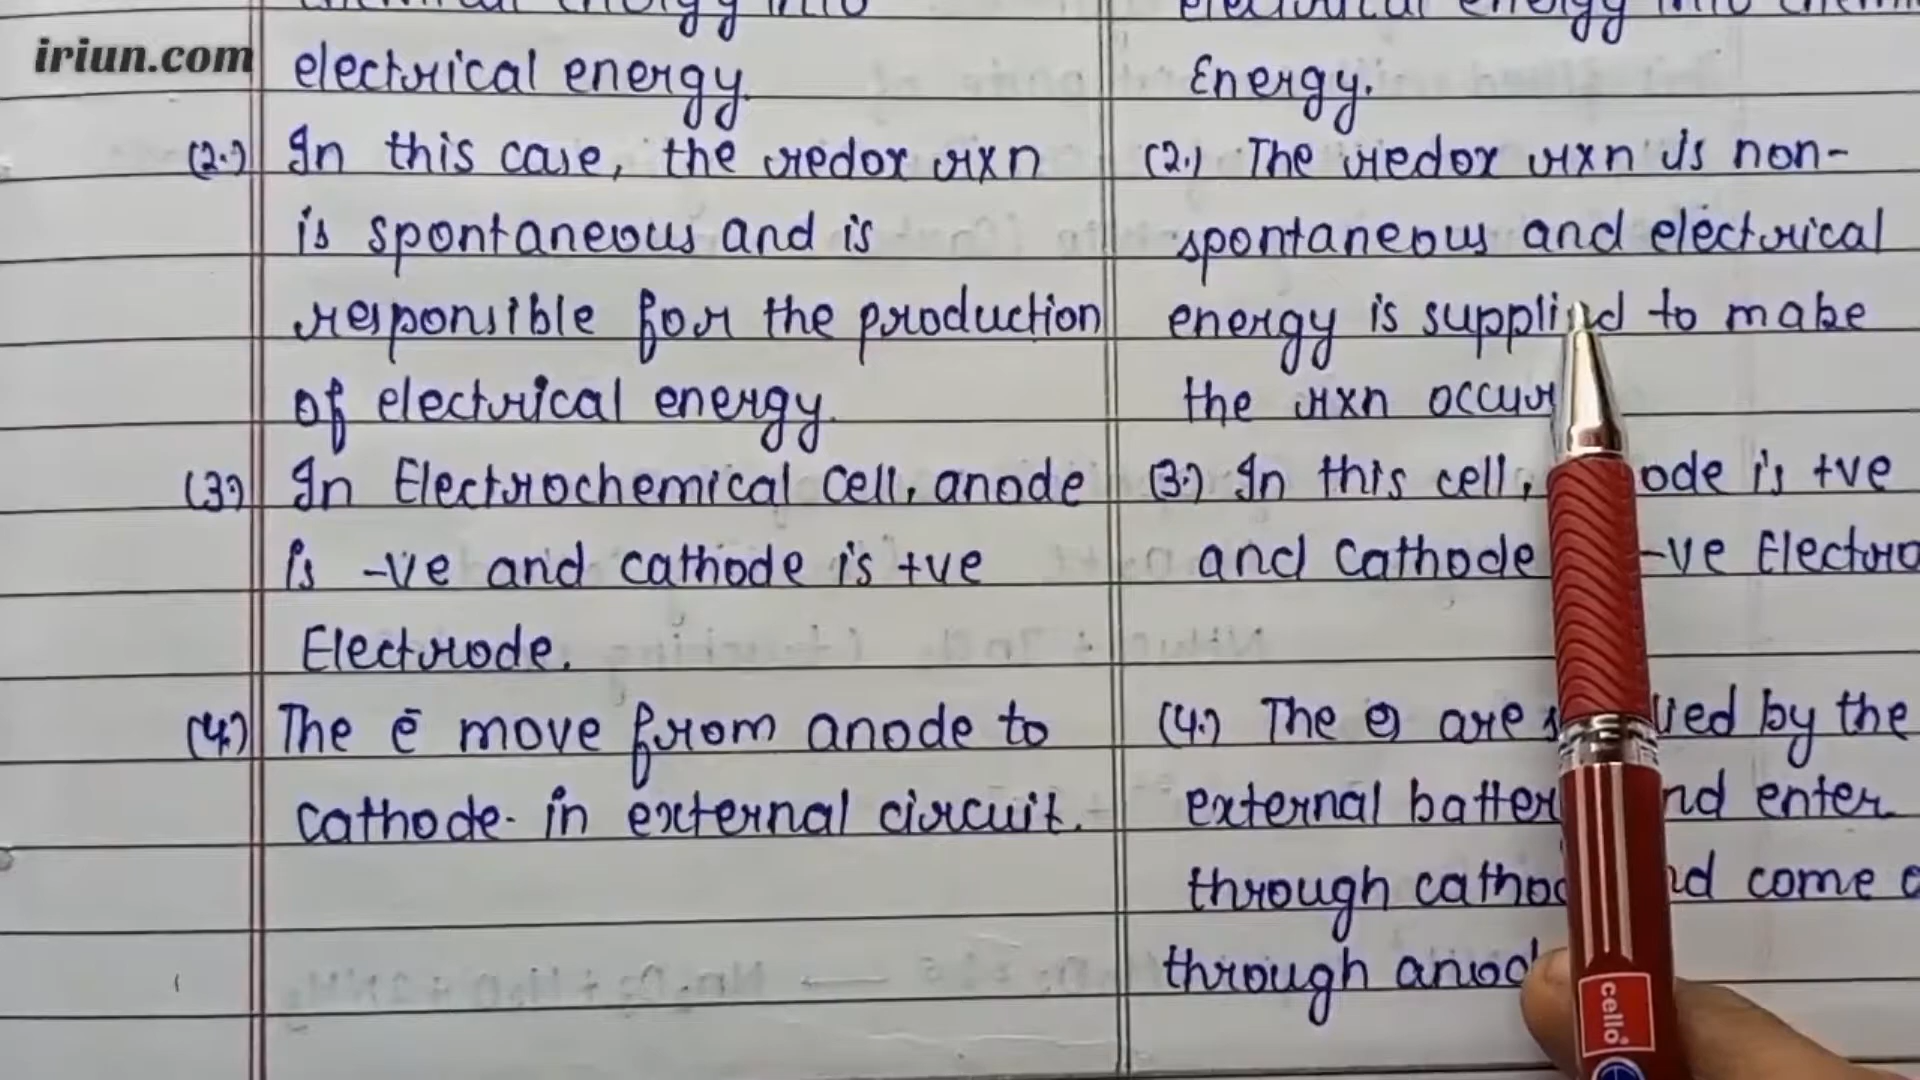 iriun.com
electrical energy.
(2.) In this case, the redox rxn
is spontaneous and is
responsible for the production
of electrical energy.
(3.) In Electrochemical Cell, anode
is -ve and cathode is +ve
Electrode.
(4.) The ē move from anode to
cathode. in external circuit.
Energy.
(2.) The redox rxn is non-
spontaneous and electrical
energy is supplied to make
the rxn occur
(3.) In this cell, ode is +ve
and Cathode -ve Electro
(4.) The are by the
external batter nd enter
through cathod nd come
through anod
cello